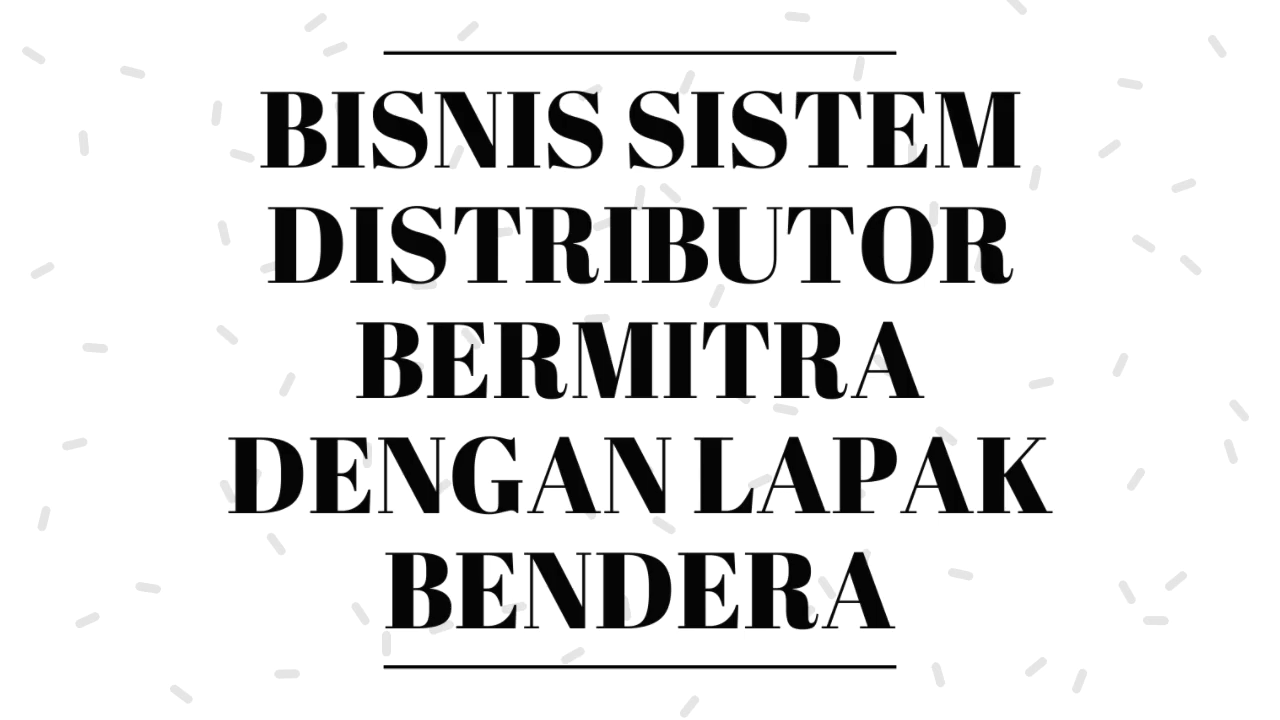 BISNIS SISTEM
DISTRIBUTOR
BERMITRA
DENGAN LAPAK
BENDERA